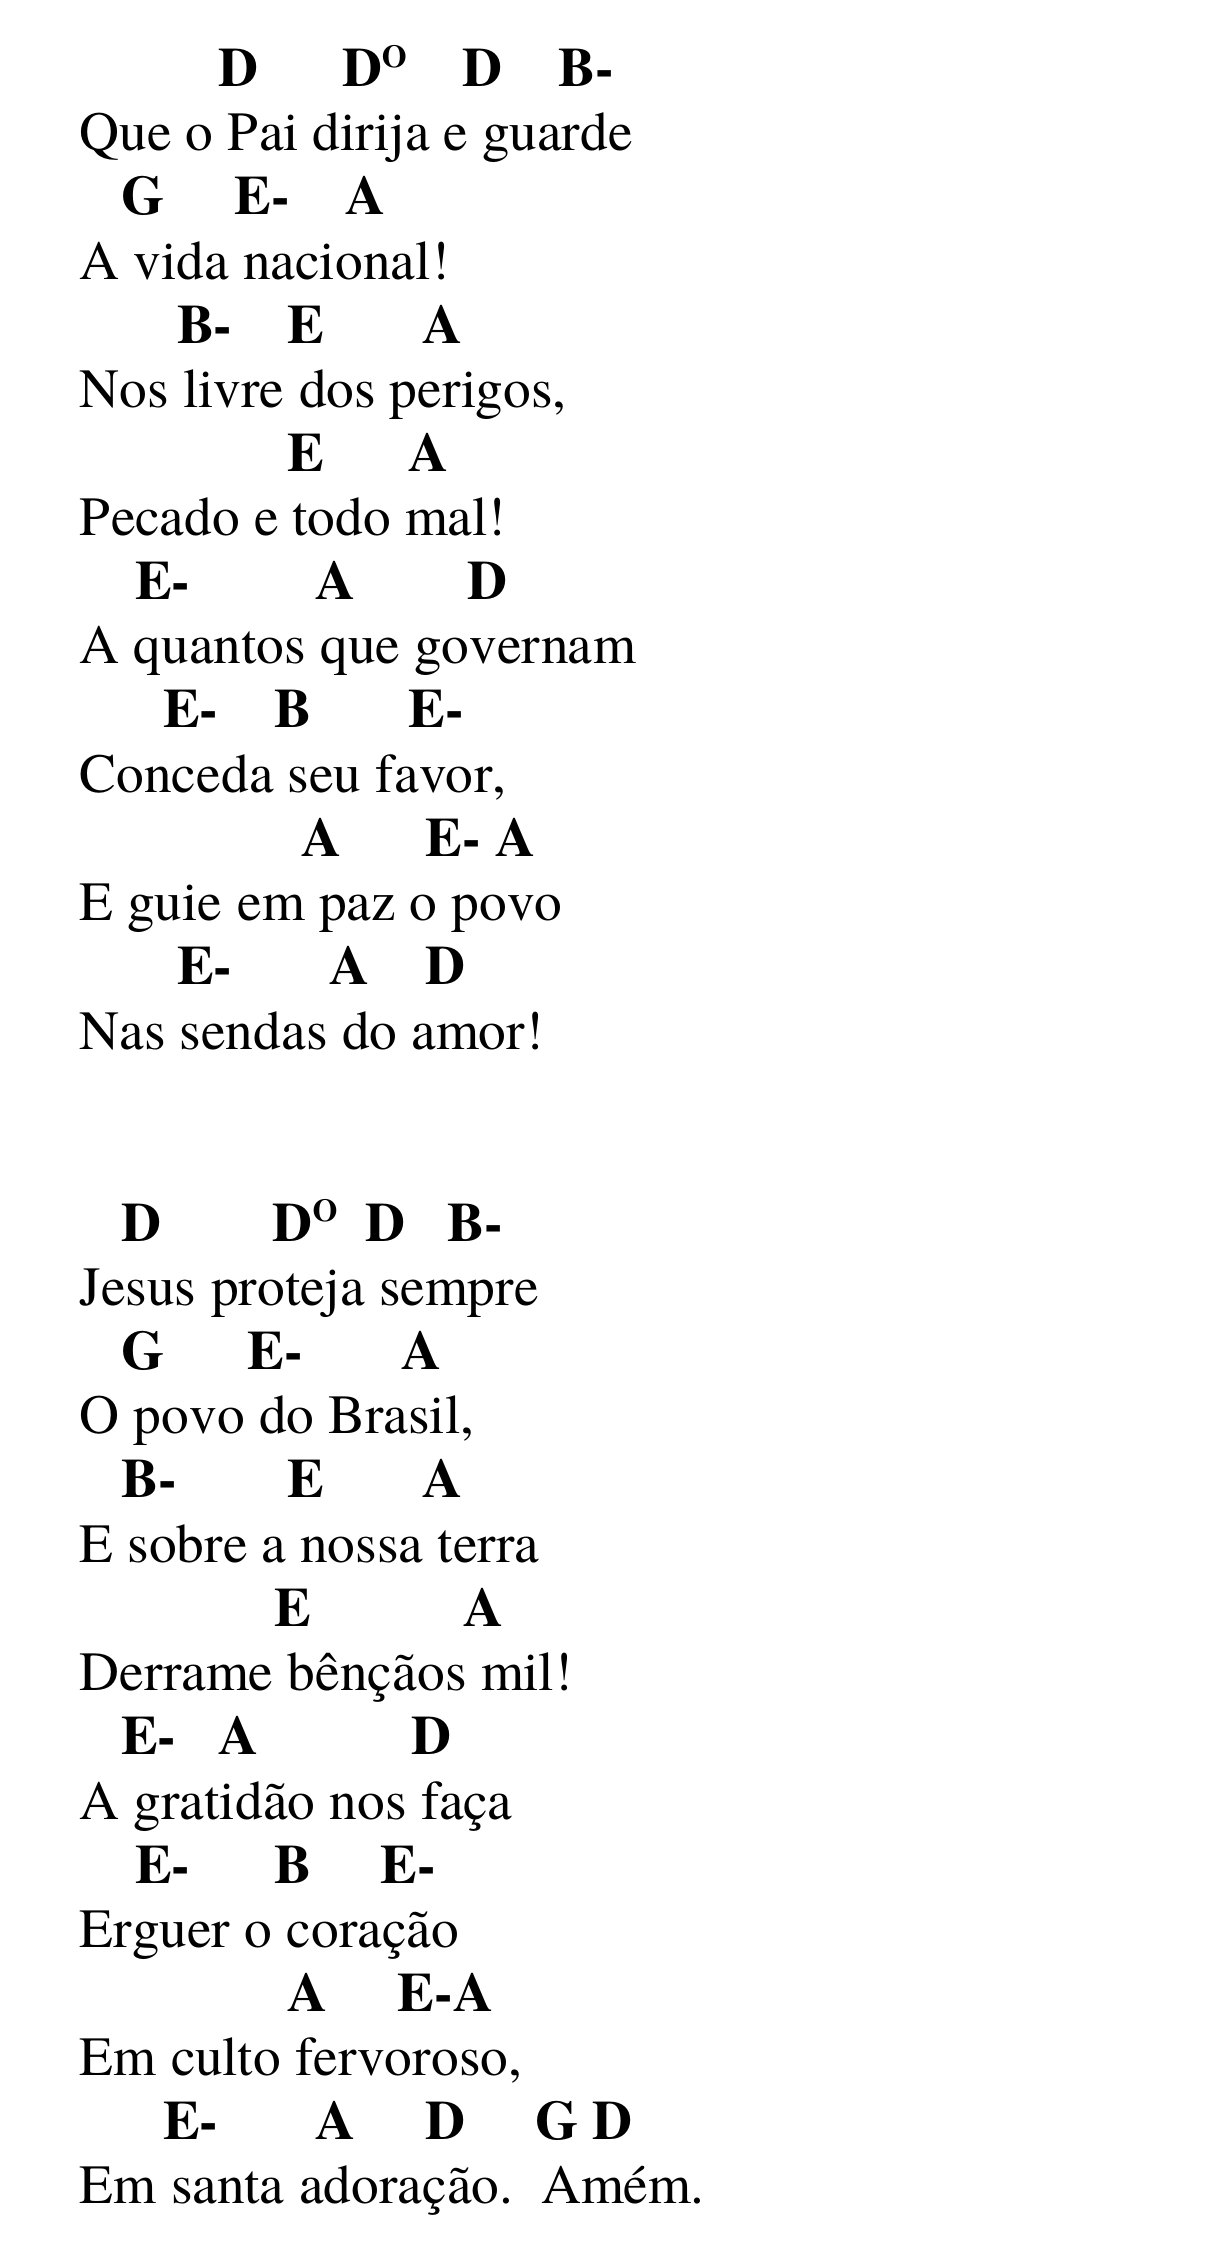 D Dº D B-
Que o Pai dirija e guarde
G E- A
A vida nacional!
B- E A
Nos livre dos perigos,
E A
Pecado e todo mal!
E- A D
A quantos que governam
E- B E-
Conceda seu favor,
A E- A
E guie em paz o povo
E- A D
Nas sendas do amor!
D Dº D B-
Jesus proteja sempre
G E- A
O povo do Brasil,
B- E A
E sobre a nossa terra
E A
Derrame bênçãos mil!
E- A D
A gratidão nos faça
E- B E-
Erguer o coração
A E-A
Em culto fervoroso,
E- A D G D
Em santa adoração. Amém.